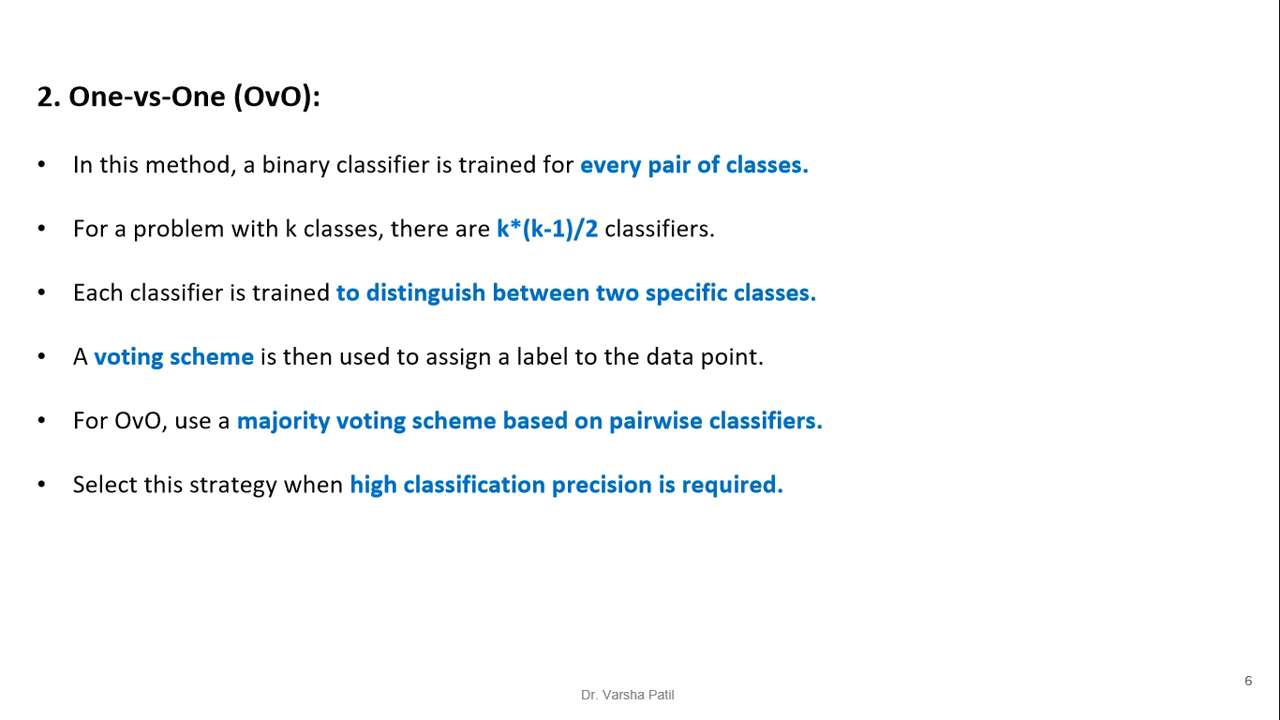 2. One-vs-One (OvO):
• In this method, a binary classifier is trained for every pair of classes.
• For a problem with k classes, there are k*(k-1)/2 classifiers.
• Each classifier is trained to distinguish between two specific classes.
• A voting scheme is then used to assign a label to the data point.
• For OvO, use a majority voting scheme based on pairwise classifiers.
• Select this strategy when high classification precision is required.
6
Dr. Varsha Patil